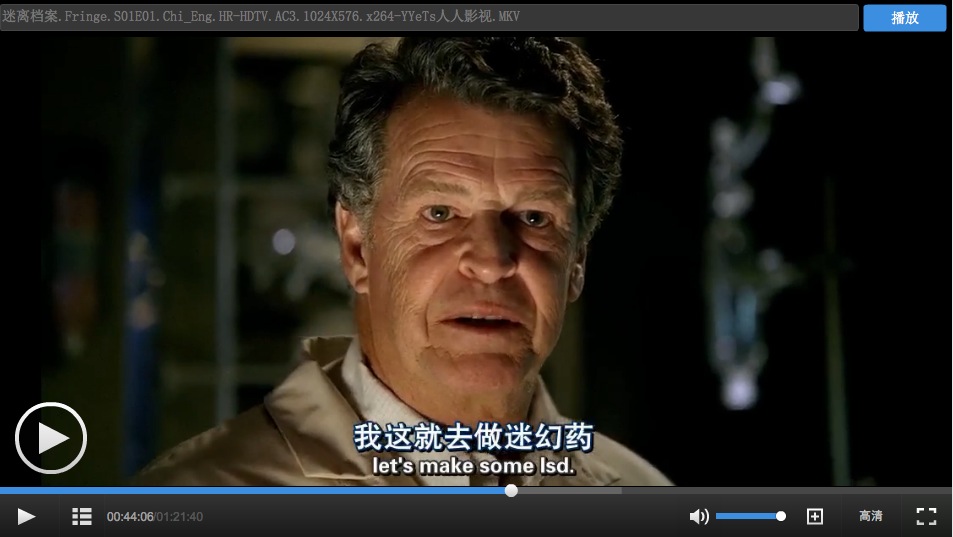 迷离档案.Fringe.S01E01.Chi_Eng.HR-HDTV.AC3.1024X576.x264-YYeTs人人影视.MKV
播放
我这就去做迷幻药
let's make some lsd.
00:44:06/01:21:40
高清